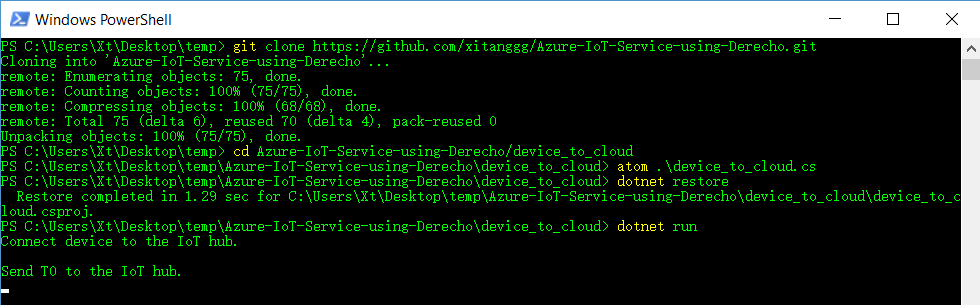 Windows PowerShell
PS C:\Users\Xt\Desktop\temp> git clone https://github.com/xitanggg/Azure-IoT-Service-using-Derecho.git
Cloning into 'Azure-IoT-Service-using-Derecho'...
remote: Enumerating objects: 75, done.
remote: Counting objects: 100% (75/75), done.
remote: Compressing objects: 100% (68/68), done.
remote: Total 75 (delta 6), reused 70 (delta 4), pack-reused 0
Unpacking objects: 100% (75/75), done.
PS C:\Users\Xt\Desktop\temp> cd Azure-IoT-Service-using-Derecho/device_to_cloud
PS C:\Users\Xt\Desktop\temp\Azure-IoT-Service-using-Derecho\device_to_cloud> atom .\device_to_cloud.cs
PS C:\Users\Xt\Desktop\temp\Azure-IoT-Service-using-Derecho\device_to_cloud> dotnet restore
  Restore completed in 1.29 sec for C:\Users\Xt\Desktop\temp\Azure-IoT-Service-using-Derecho\device_to_cloud\device_to_c
loud.csproj.
PS C:\Users\Xt\Desktop\temp\Azure-IoT-Service-using-Derecho\device_to_cloud> dotnet run
Connect device to the IoT hub.
Send T0 to the IoT hub.